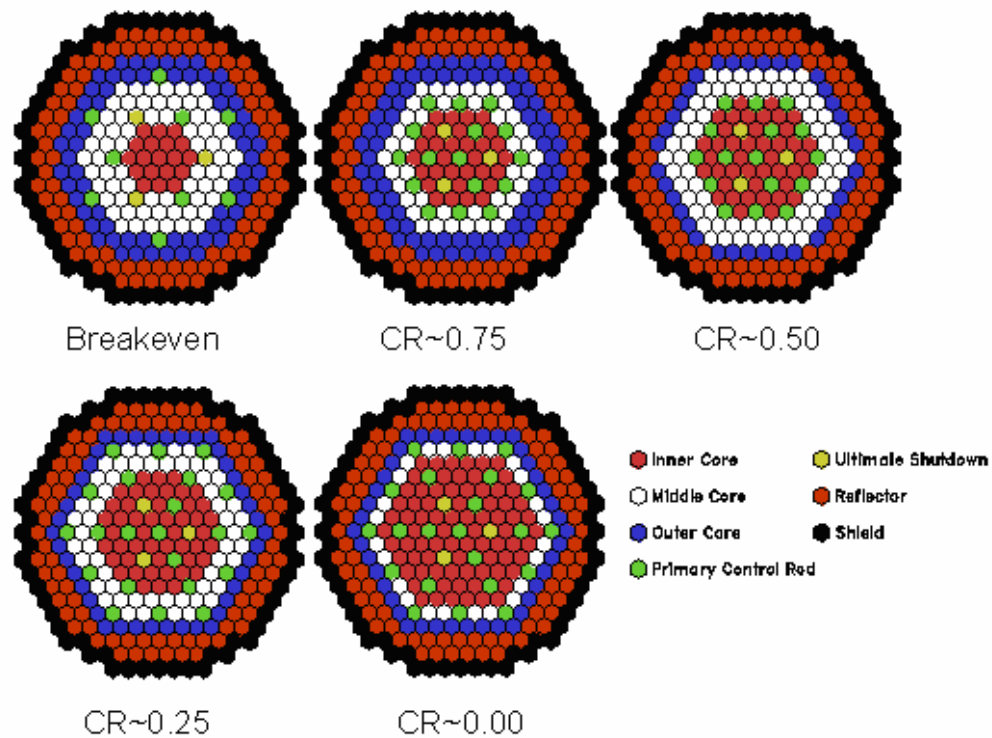 Breakeven
CR~0.75
CR~0.50
Inner Core
Ultimate Shutdown
Middle Core
Reflector
Outer Core
Shield
Primary Control Rod
CR~0.25
CR~0.00